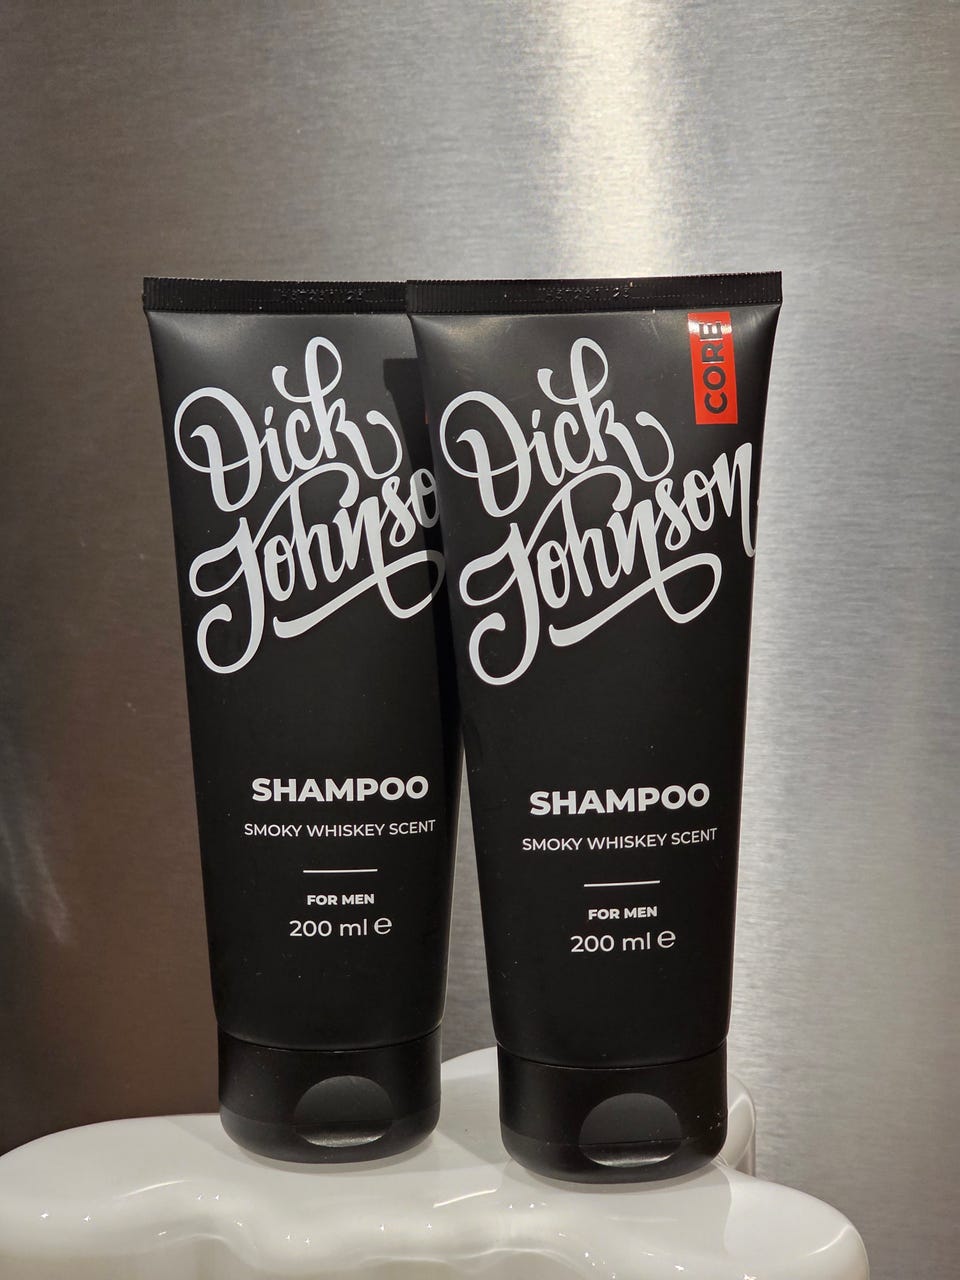 Dick
Johnso
SHAMPOO
SMOKY WHISKEY SCENT
FOR MEN
200 ml ℮
CORE
Dick
Johnson
SHAMPOO
SMOKY WHISKEY SCENT
FOR MEN
200 ml ℮